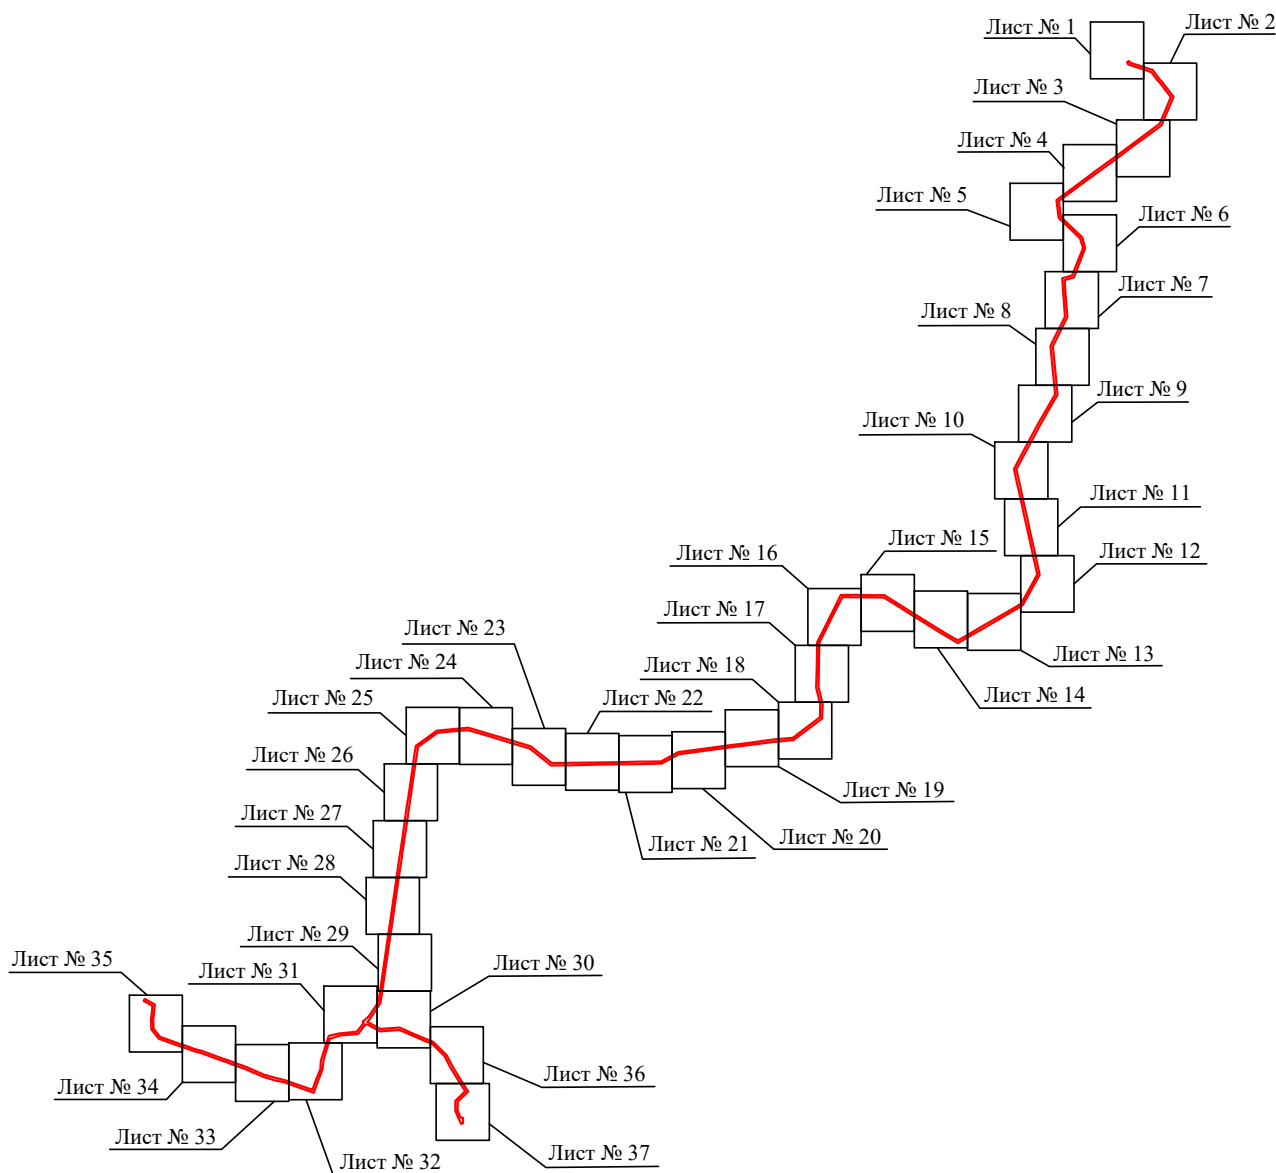 Лист № 1
Лист № 2
Лист № 3
Лист № 4
Лист № 5
Лист № 6
Лист № 7
Лист № 8
Лист № 9
Лист № 10
Лист № 11
Лист № 12
Лист № 13
Лист № 14
Лист № 15
Лист № 16
Лист № 17
Лист № 18
Лист № 19
Лист № 20
Лист № 21
Лист № 22
Лист № 23
Лист № 24
Лист № 25
Лист № 26
Лист № 27
Лист № 28
Лист № 29
Лист № 30
Лист № 31
Лист № 32
Лист № 33
Лист № 34
Лист № 35
Лист № 36
Лист № 37